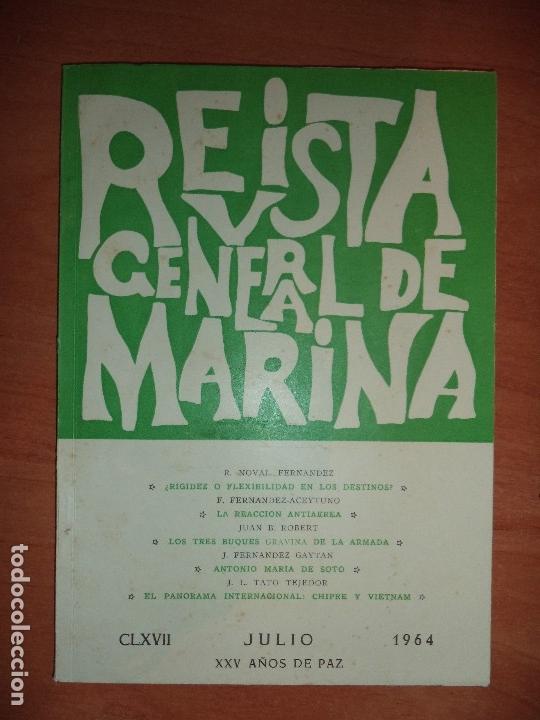 REVISTA
GENERAL DE
MARINA
R. NOVAL FERNANDEZ
¿RIGIDEZ O FLEXIBILIDAD EN LOS DESTINOS?
F. FERNANDEZ-ACEYTUNO
LA REACCION ANTIAEREA
JUAN B. ROBERT
LOS TRES BUQUES GRAVINA DE LA ARMADA
J. FERNANDEZ GAYTAN
ANTONIO MARIA DE SOTO
J. L. TATO TEJEDOR
EL PANORAMA INTERNACIONAL: CHIPRE Y VIETNAM
CLXVII JULIO 1964
XXV AÑOS DE PAZ
todocoleccion.net